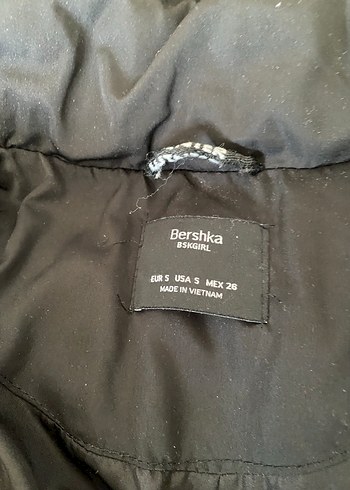 Bershka
BSKGIRL
EUR S USA S MEX 26
MADE IN VIETNAM